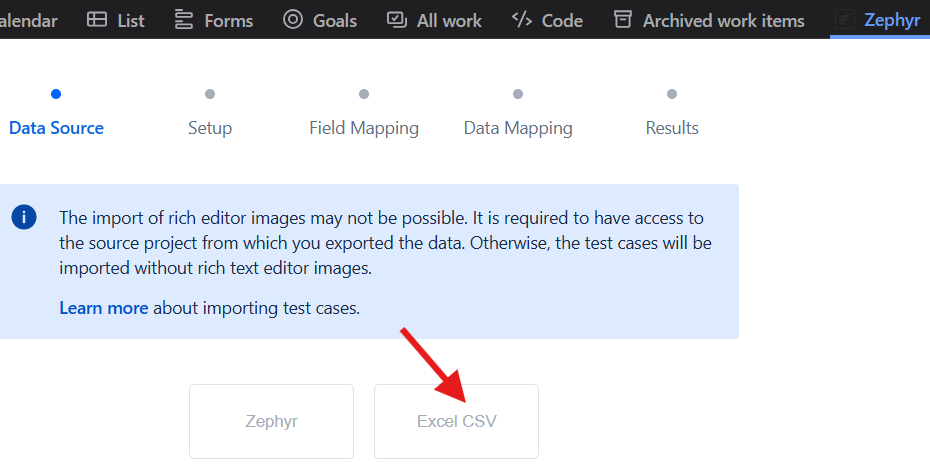 alendar List Forms Goals All work Code Archived work items Zephyr
Data Source Setup Field Mapping Data Mapping Results
The import of rich editor images may not be possible. It is required to have access to
the source project from which you exported the data. Otherwise, the test cases will be
imported without rich text editor images.
Learn more about importing test cases.
Zephyr Excel CSV